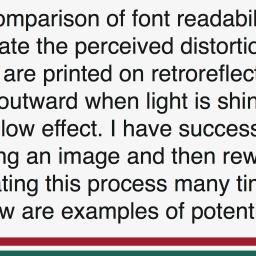 omparison of font readabil
ate the perceived distortio
are printed on retroreflect
outward when light is shin
low effect. I have success
ng an image and then rew
ating this process many tim
w are examples of potent